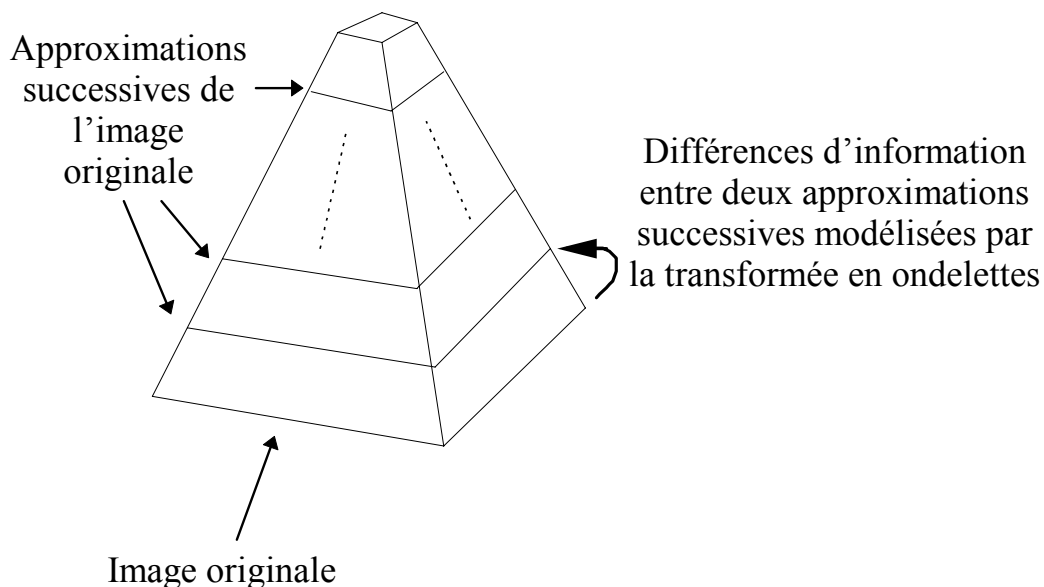 Approximations
successives de
l’image
originale
Différences d’information
entre deux approximations
successives modélisées par
la transformée en ondelettes
Image originale